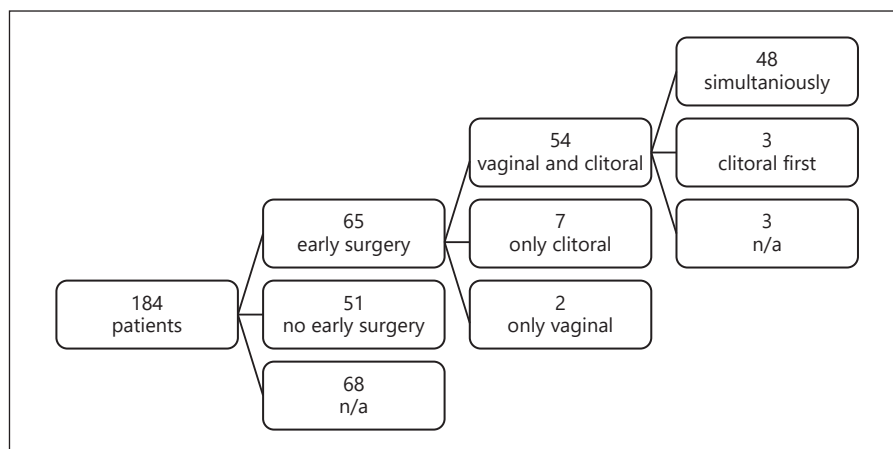 184
patients
65
early surgery
51
no early surgery
68
n/a
54
vaginal and clitoral
7
only clitoral
2
only vaginal
48
simultaniously
3
clitoral first
3
n/a